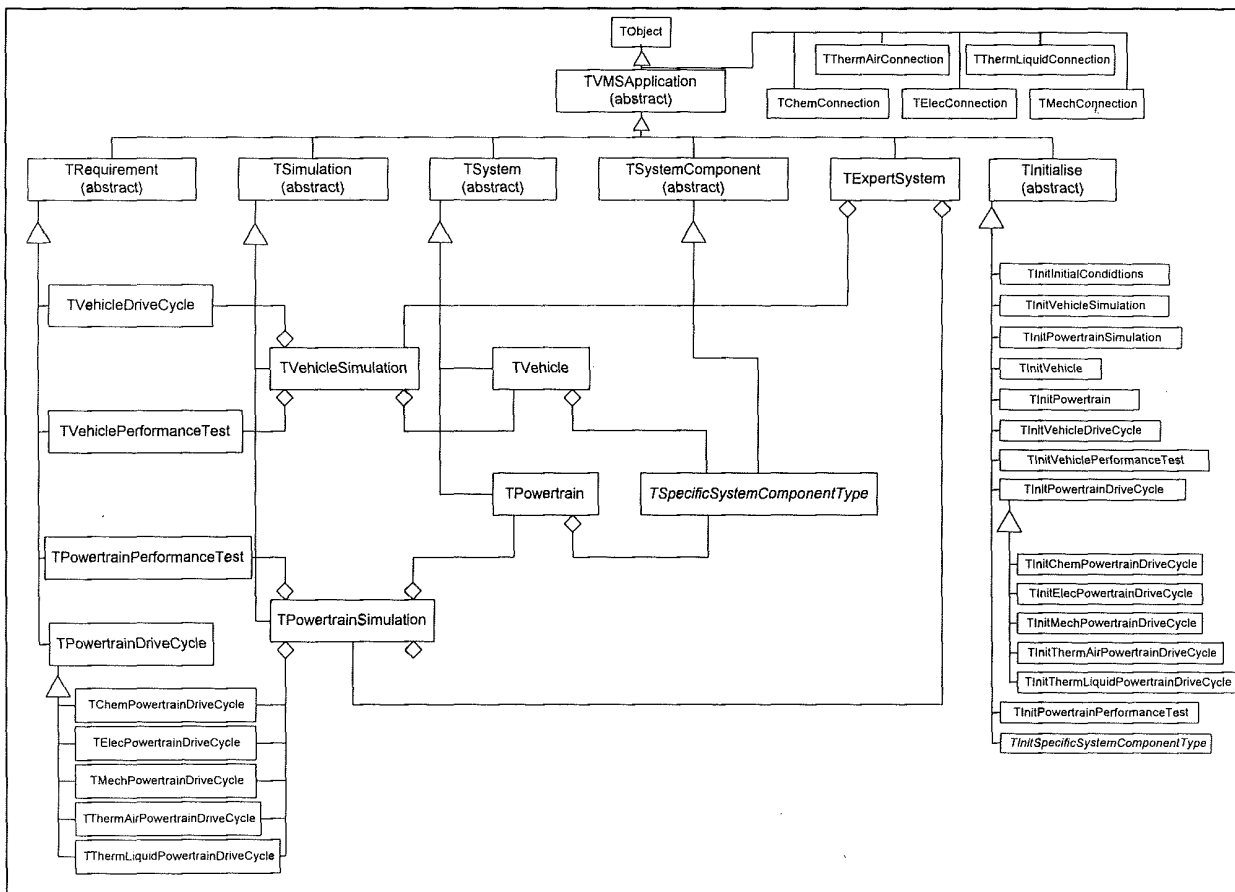 TObject
TVMSApplication
(abstract)
TThermAirConnection
TThermLiquidConnection
TChemConnection
TElecConnection
TMechConnection
TRequirement
(abstract)
TSimulation
(abstract)
TSystem
(abstract)
TSystemComponent
(abstract)
TExpertSystem
TInitialise
(abstract)
TVehicleDriveCycle
TVehicleSimulation
TVehicle
TVehiclePerformanceTest
TPowertrain
TSpecificSystemComponentType
TPowertrainPerformanceTest
TPowertrainSimulation
TPowertrainDriveCycle
TChemPowertrainDriveCycle
TElecPowertrainDriveCycle
TMechPowertrainDriveCycle
TThermAirPowertrainDriveCycle
TThermLiquidPowertrainDriveCycle
TInitInitialCondidtions
TInitVehicleSimulation
TInitPowertrainSimulation
TInitVehicle
TInitPowertrain
TInitVehicleDriveCycle
TInitVehiclePerformanceTest
TInitPowertrainDriveCycle
TInitChemPowertrainDriveCycle
TInitElecPowertrainDriveCycle
TInitMechPowertrainDriveCycle
TInitThermAirPowertrainDriveCycle
TInitThermLiquidPowertrainDriveCycle
TInitPowertrainPerformanceTest
TInitSpecificSystemComponentType